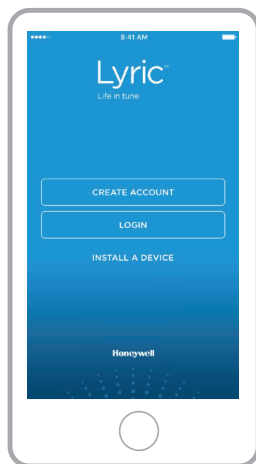 8:41 AM
Lyric™
Life in tune
CREATE ACCOUNT
LOGIN
INSTALL A DEVICE
Honeywell